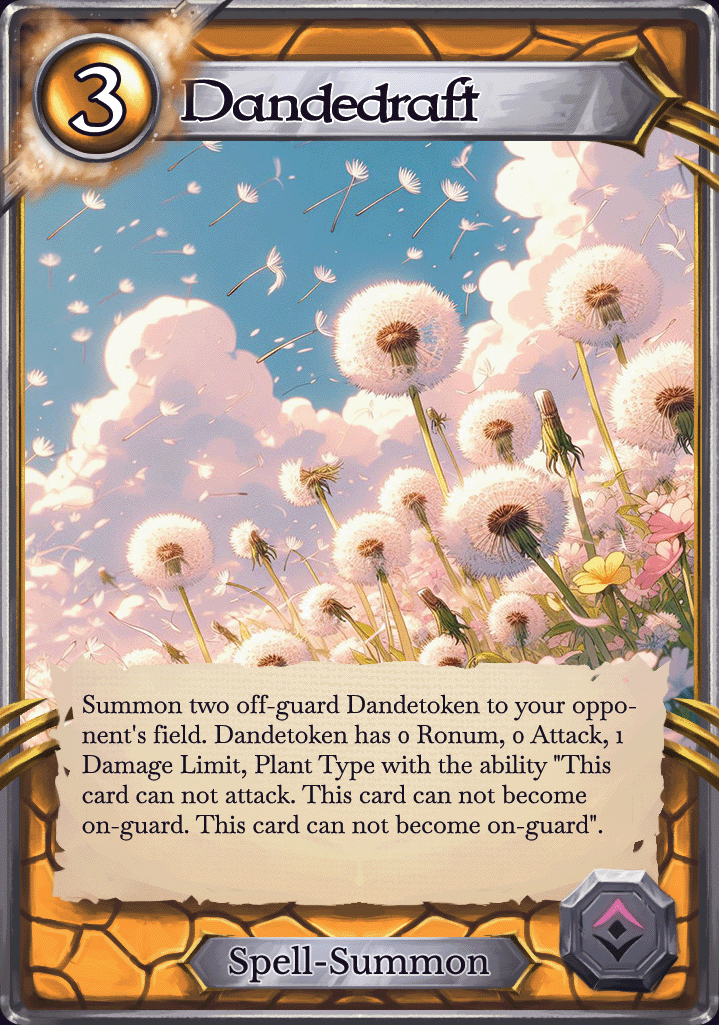 3
Dandedraft
Summon two off-guard Dandetoken to your oppo-
nent's field. Dandetoken has 0 Ronum, 0 Attack, 1
Damage Limit, Plant Type with the ability "This
card can not attack. This card can not become
on-guard. This card can not become on-guard".
Spell-Summon